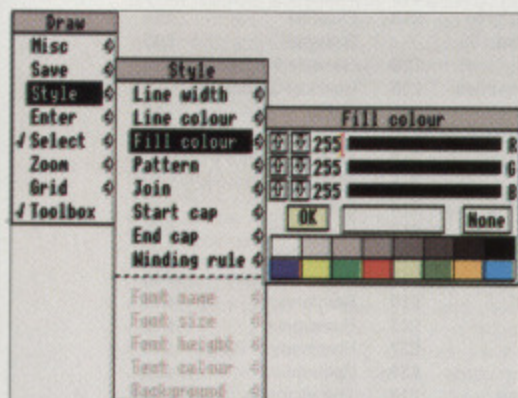 Draw
Misc
Save
Style
Enter
√ Select
Zoom
Grid
√ Toolbox
Style
Line width
Line colour
Fill colour
Pattern
Join
Start cap
End cap
Winding rule
Font name
Font size
Font height
Text colour
Background
Fill colour
255 R
255 G
255 B
OK
None